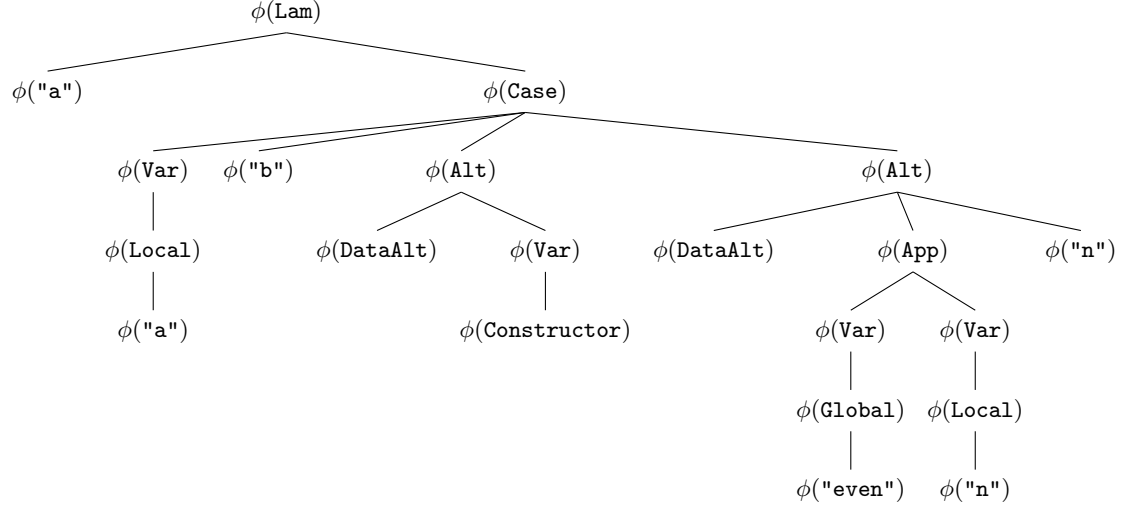 ϕ(Lam)
ϕ("a") ϕ(Case)
ϕ(Var) ϕ("b") ϕ(Alt) ϕ(Alt)
ϕ(Local) ϕ(DataAlt) ϕ(Var) ϕ(DataAlt) ϕ(App) ϕ("n")
ϕ("a") ϕ(Constructor) ϕ(Var) ϕ(Var)
ϕ(Global) ϕ(Local)
ϕ("even") ϕ("n")